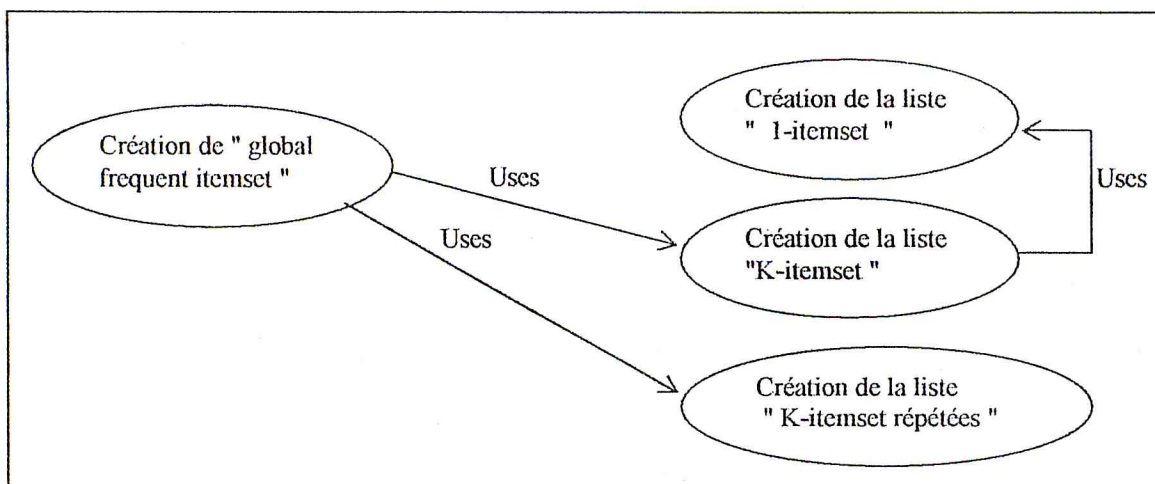 Création de " global
frequent itemset "
Uses
Uses
Création de la liste
" 1-itemset "
Uses
Création de la liste
"K-itemset "
Création de la liste
" K-itemset répétées "